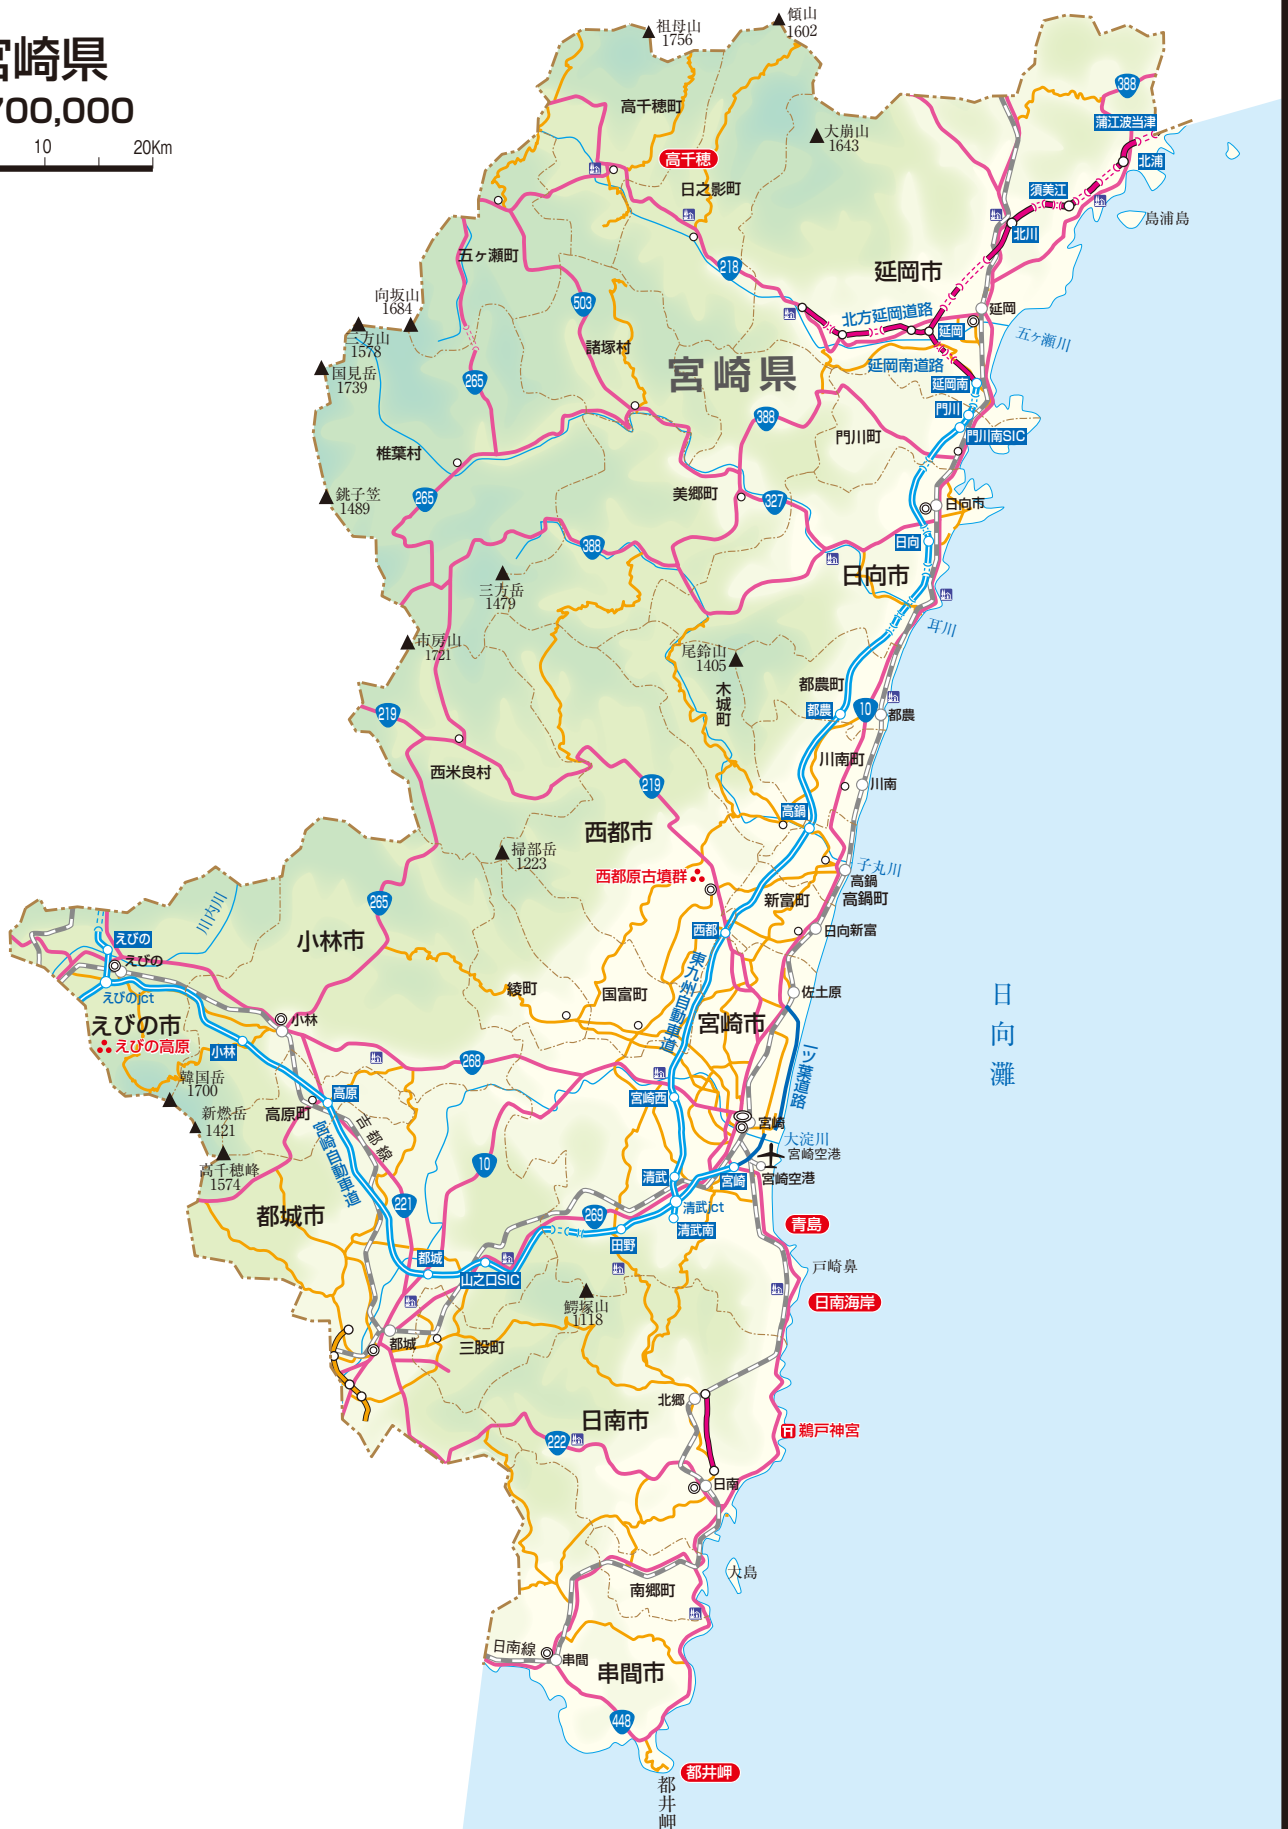 宮崎県
700,000
10
20Km
祖母山
1756
傾山
1602
388
高千穂町
蒲江波当津
大崩山
1643
高千穂
北浦
日之影町
須美江
島浦島
北川
五ヶ瀬町
218
延岡市
向坂山
1684
503
北方延岡道路
延岡
延岡
三方山
1578
諸塚村
五ヶ瀬川
国見岳
1739
宮崎県
延岡南道路
265
延岡南
388
門川
門川町
門川南SIC
椎葉村
銚子笠
1489
265
美郷町
327
日向市
388
日向
三方岳
1479
日向市
耳川
市房山
1721
尾鈴山
1405
木城町
都農町
219
都農
10
都農
西米良村
川南町
219
川南
高鍋
西都市
掃部岳
1223
子丸川
西都原古墳群
高鍋
265
新富町
高鍋町
川内川
西都
日向新富
えびの
小林市
えびの
東九州自動車道
綾町
国富町
佐土原
日向灘
えびのjct
えびの市
小林
宮崎市
えびの高原
小林
268
一ツ葉道路
韓国岳
1700
高原
宮崎西
新燃岳
1421
高原町
宮崎自動車道
吉都線
宮崎
大淀川
宮崎空港
高千穂峰
1574
10
清武
宮崎
宮崎空港
221
清武jct
都城市
269
清武南
青島
田野
都城
戸崎鼻
山之口SIC
日南海岸
鰐塚山
1118
都城
三股町
北郷
日南市
鵜戸神宮
222
日南
大島
南郷町
日南線
串間
串間市
448
都井岬
都井岬